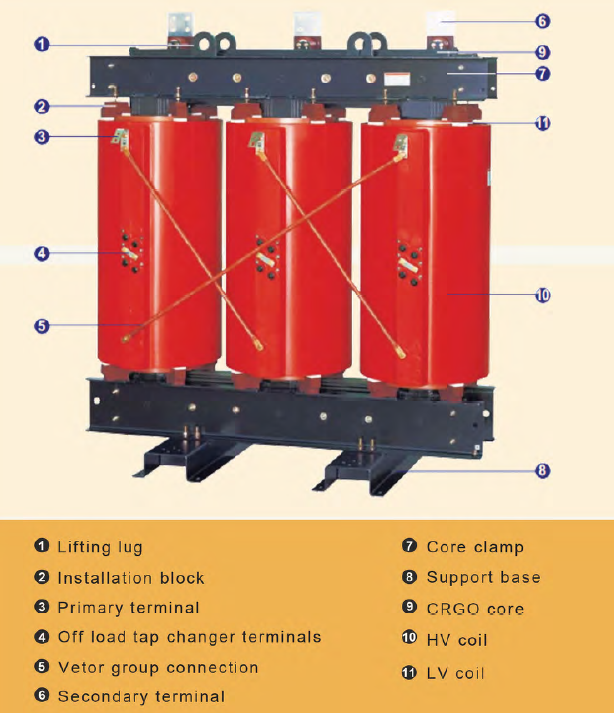 1
6
9
7
2
11
3
4
10
5
8
1 Lifting lug
2 Installation block
3 Primary terminal
4 Off load tap changer terminals
5 Vetor group connection
6 Secondary terminal
7 Core clamp
8 Support base
9 CRGO core
10 HV coil
11 LV coil